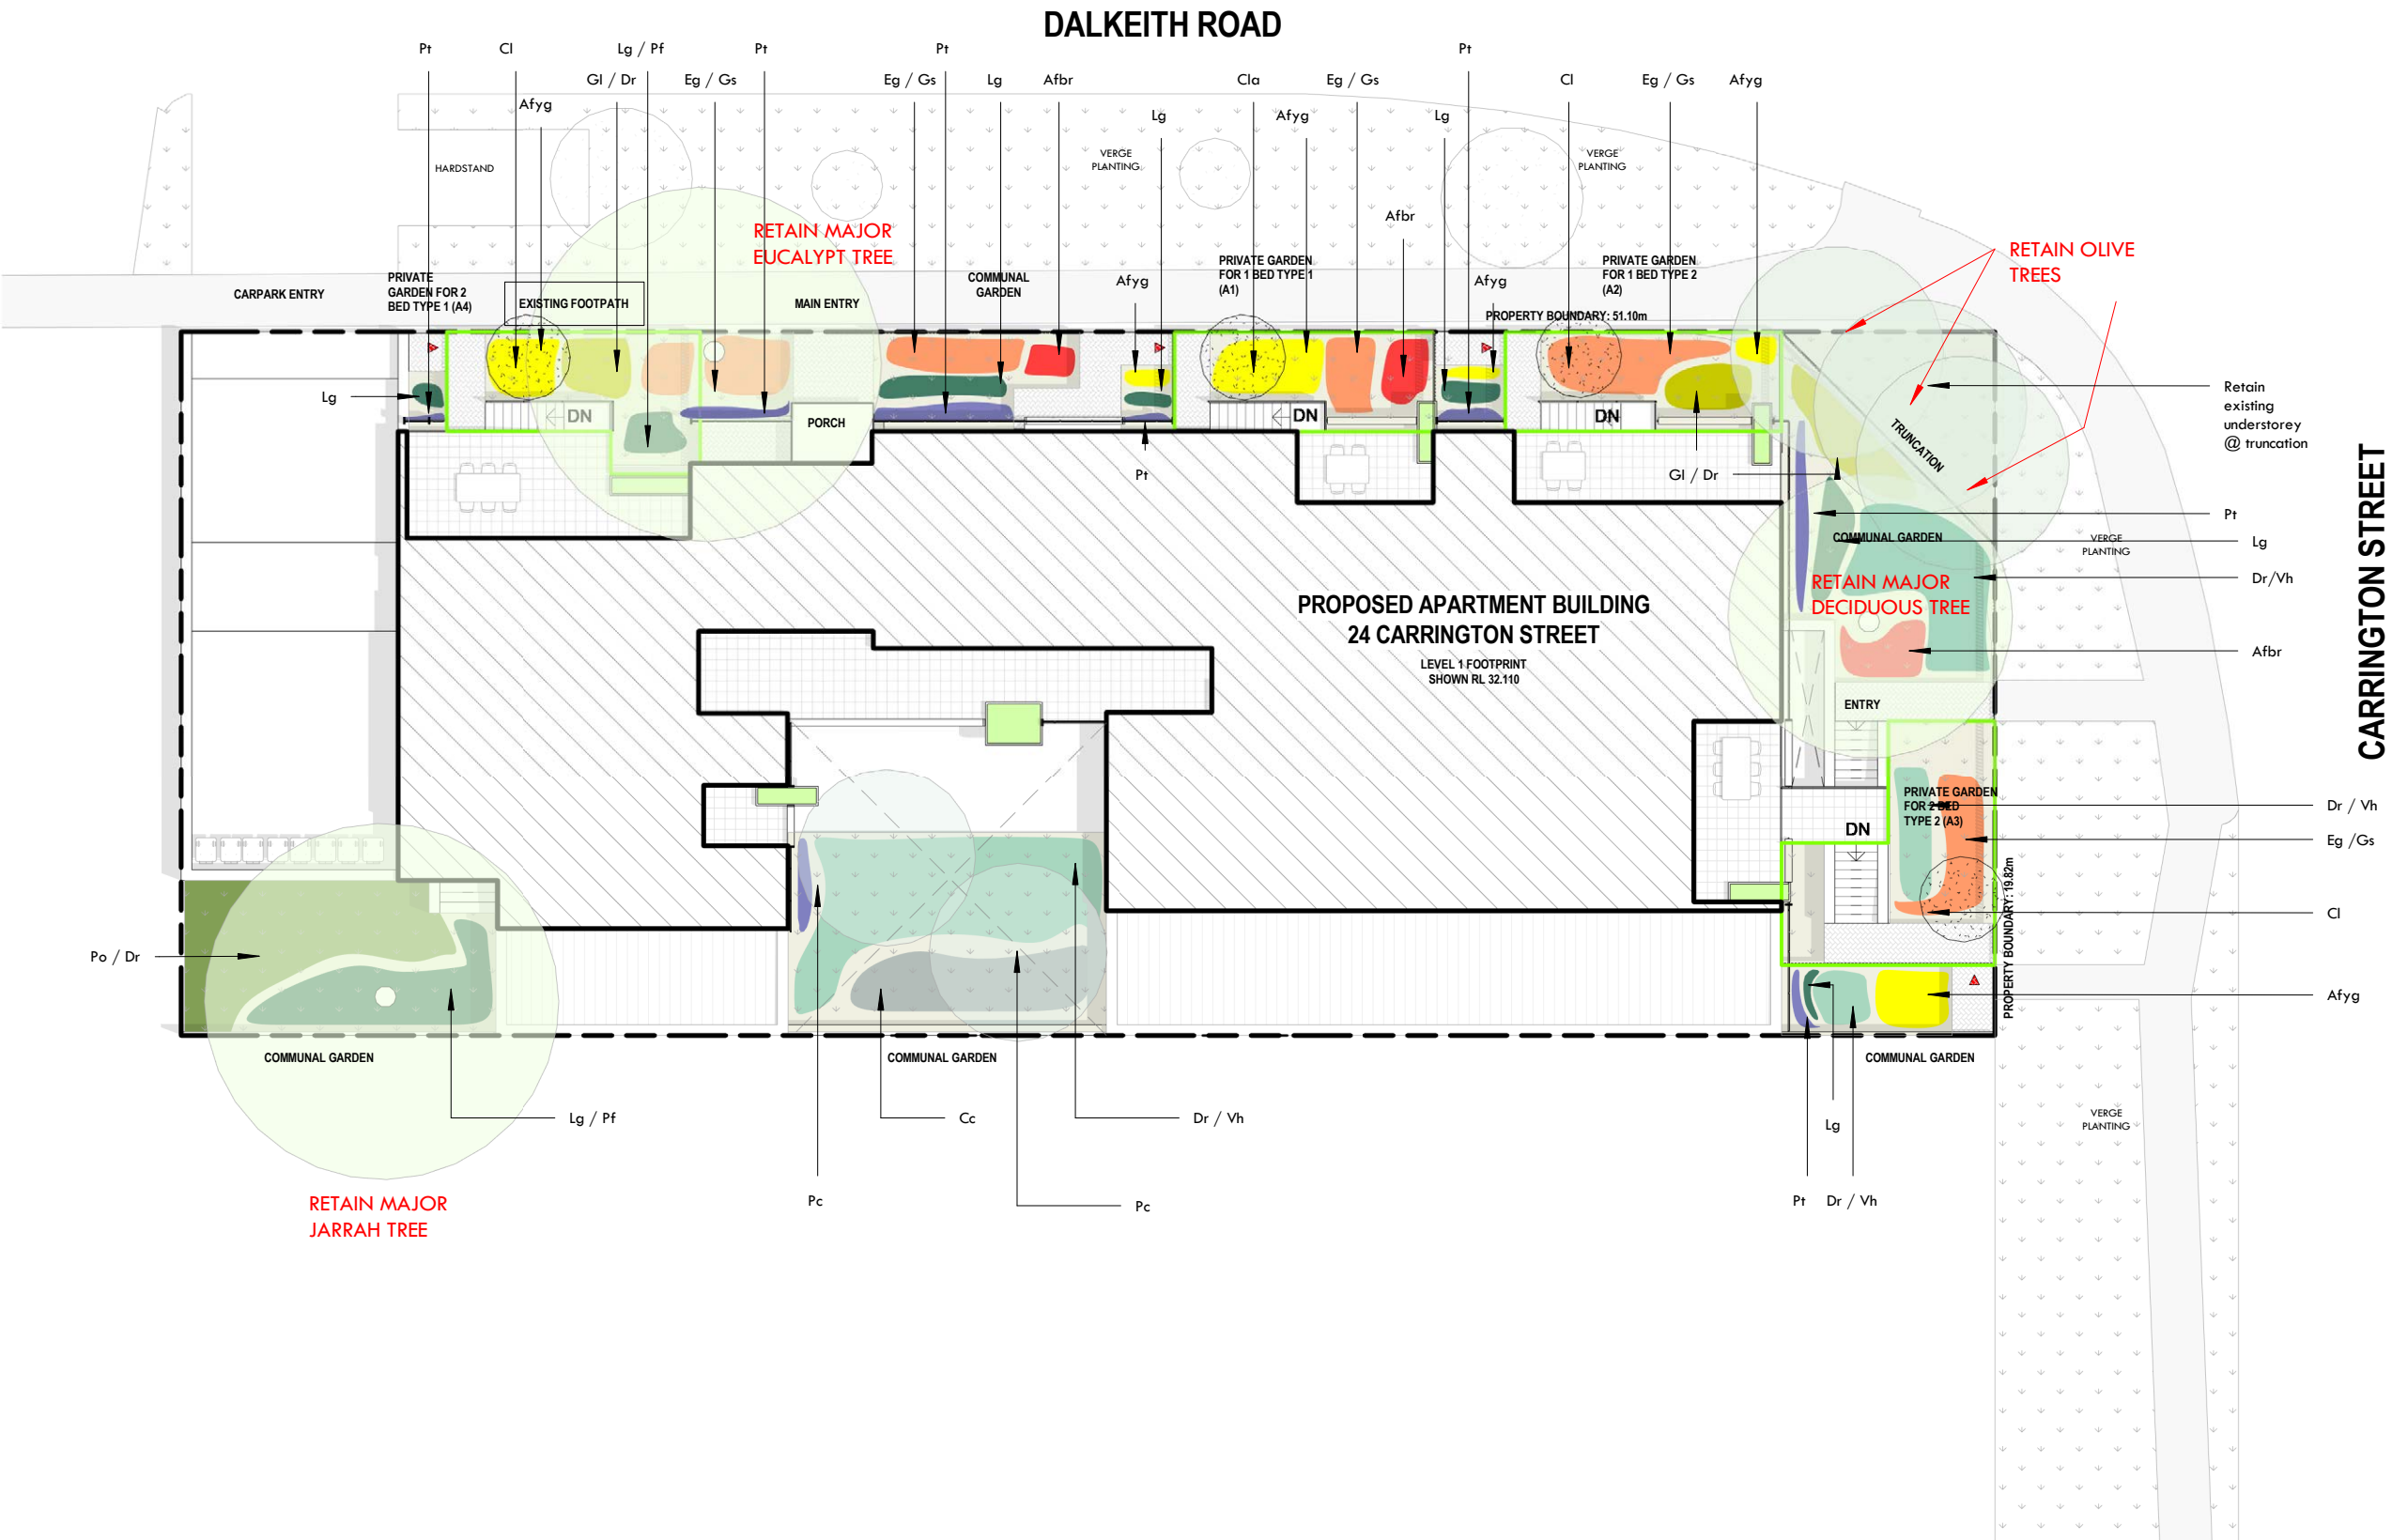 DALKEITH ROAD
Pt
Cl
Lg / Pf
Pt
Pt
Pt
Gl / Dr
Eg / Gs
Eg / Gs
Lg
Afbr
Cla
Eg / Gs
Cl
Eg / Gs
Afyg
Afyg
Lg
Afyg
Lg
VERGE
PLANTING
VERGE
PLANTING
HARDSTAND
RETAIN MAJOR
EUCALYPT TREE
Afbr
RETAIN OLIVE
TREES
PRIVATE
GARDEN FOR 2
BED TYPE 1 (A4)
CARPARK ENTRY
EXISTING FOOTPATH
MAIN ENTRY
COMMUNAL
GARDEN
Afyg
PRIVATE GARDEN
FOR 1 BED TYPE 1
(A1)
Afyg
PRIVATE GARDEN
FOR 1 BED TYPE 2
(A2)
PROPERTY BOUNDARY: 51.10m
Lg
DN
PORCH
DN
DN
Pt
Gl / Dr
TRUNCATION
Retain
existing
understorey
@ truncation
Pt
COMMUNAL GARDEN
Lg
VERGE
PLANTING
Dr/Vh
RETAIN MAJOR
DECIDUOUS TREE
CARRINGTON STREET
PROPOSED APARTMENT BUILDING
24 CARRINGTON STREET
LEVEL 1 FOOTPRINT
SHOWN RL 32.110
Afbr
ENTRY
PRIVATE GARDEN
FOR 2 BED
TYPE 2 (A3)
Dr / Vh
DN
Eg /Gs
PROPERTY BOUNDARY: 19.82m
Cl
Po / Dr
Afyg
COMMUNAL GARDEN
COMMUNAL GARDEN
COMMUNAL GARDEN
Lg / Pf
Cc
Dr / Vh
Lg
VERGE
PLANTING
RETAIN MAJOR
JARRAH TREE
Pc
Pc
Pt
Dr / Vh